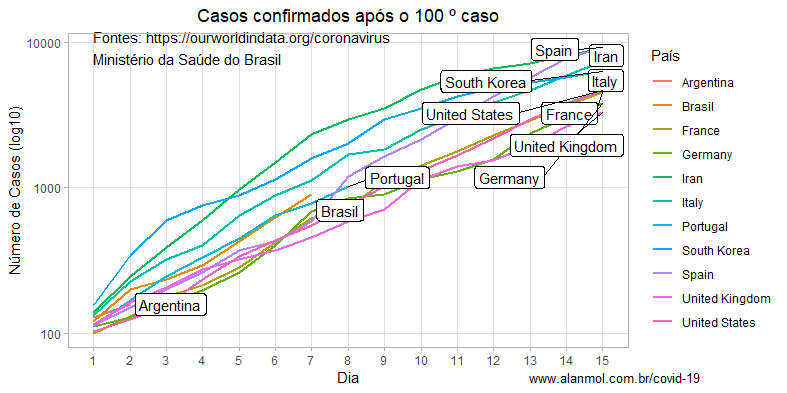 Casos confirmados após o 100 º caso
Fontes: https://ourworldindata.org/coronavirus
Ministério da Saúde do Brasil
Número de Casos (log10)
10000
1000
100
Spain
Iran
South Korea
Italy
United States
France
United Kingdom
Portugal
Germany
Brasil
Argentina
1 2 3 4 5 6 7 8 9 10 11 12 13 14 15
Dia
País
Argentina
Brasil
France
Germany
Iran
Italy
Portugal
South Korea
Spain
United Kingdom
United States
www.alanmol.com.br/covid-19